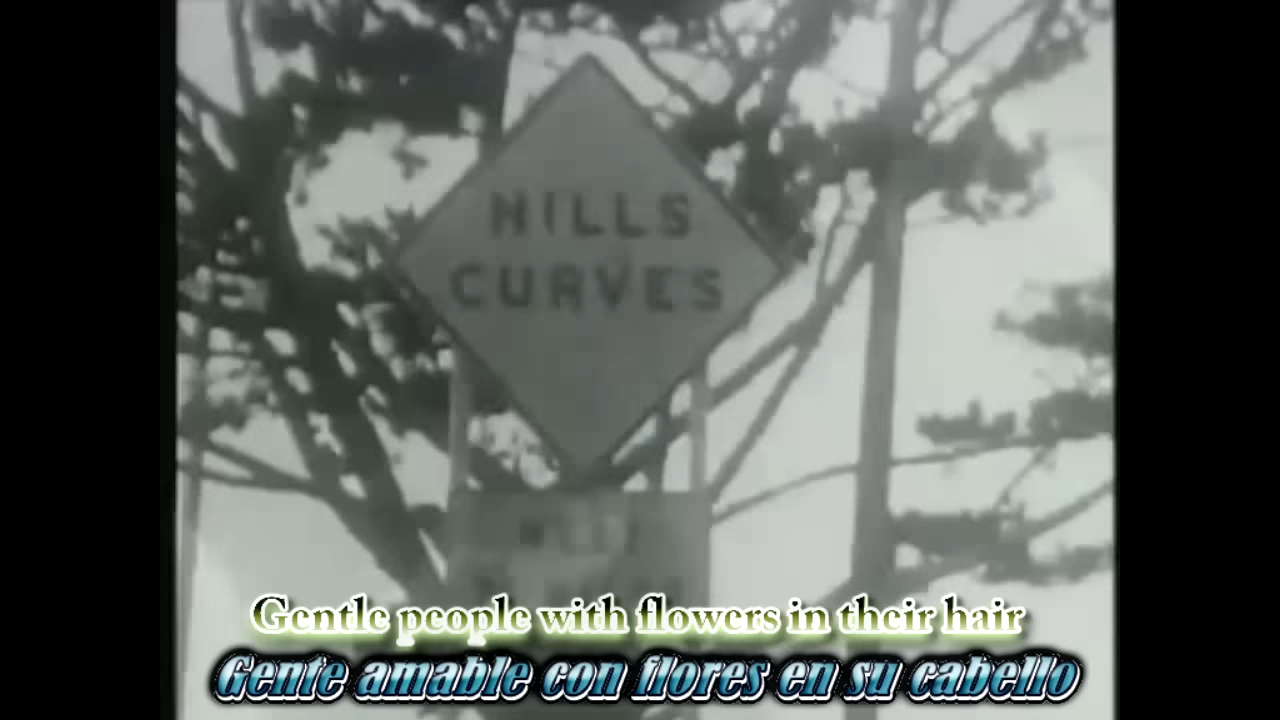 HILLS
CURVES
Gentle people with flowers in their hair
Gente amable con flores en su cabello